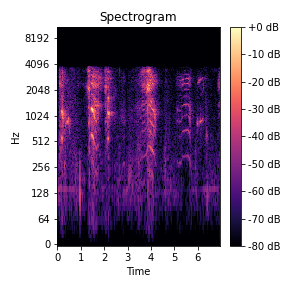 Spectrogram
8192
4096
2048
1024
512
256
128
64
0
Hz
0 1 2 3 4 5 6
Time
+0 dB
-10 dB
-20 dB
-30 dB
-40 dB
-50 dB
-60 dB
-70 dB
-80 dB